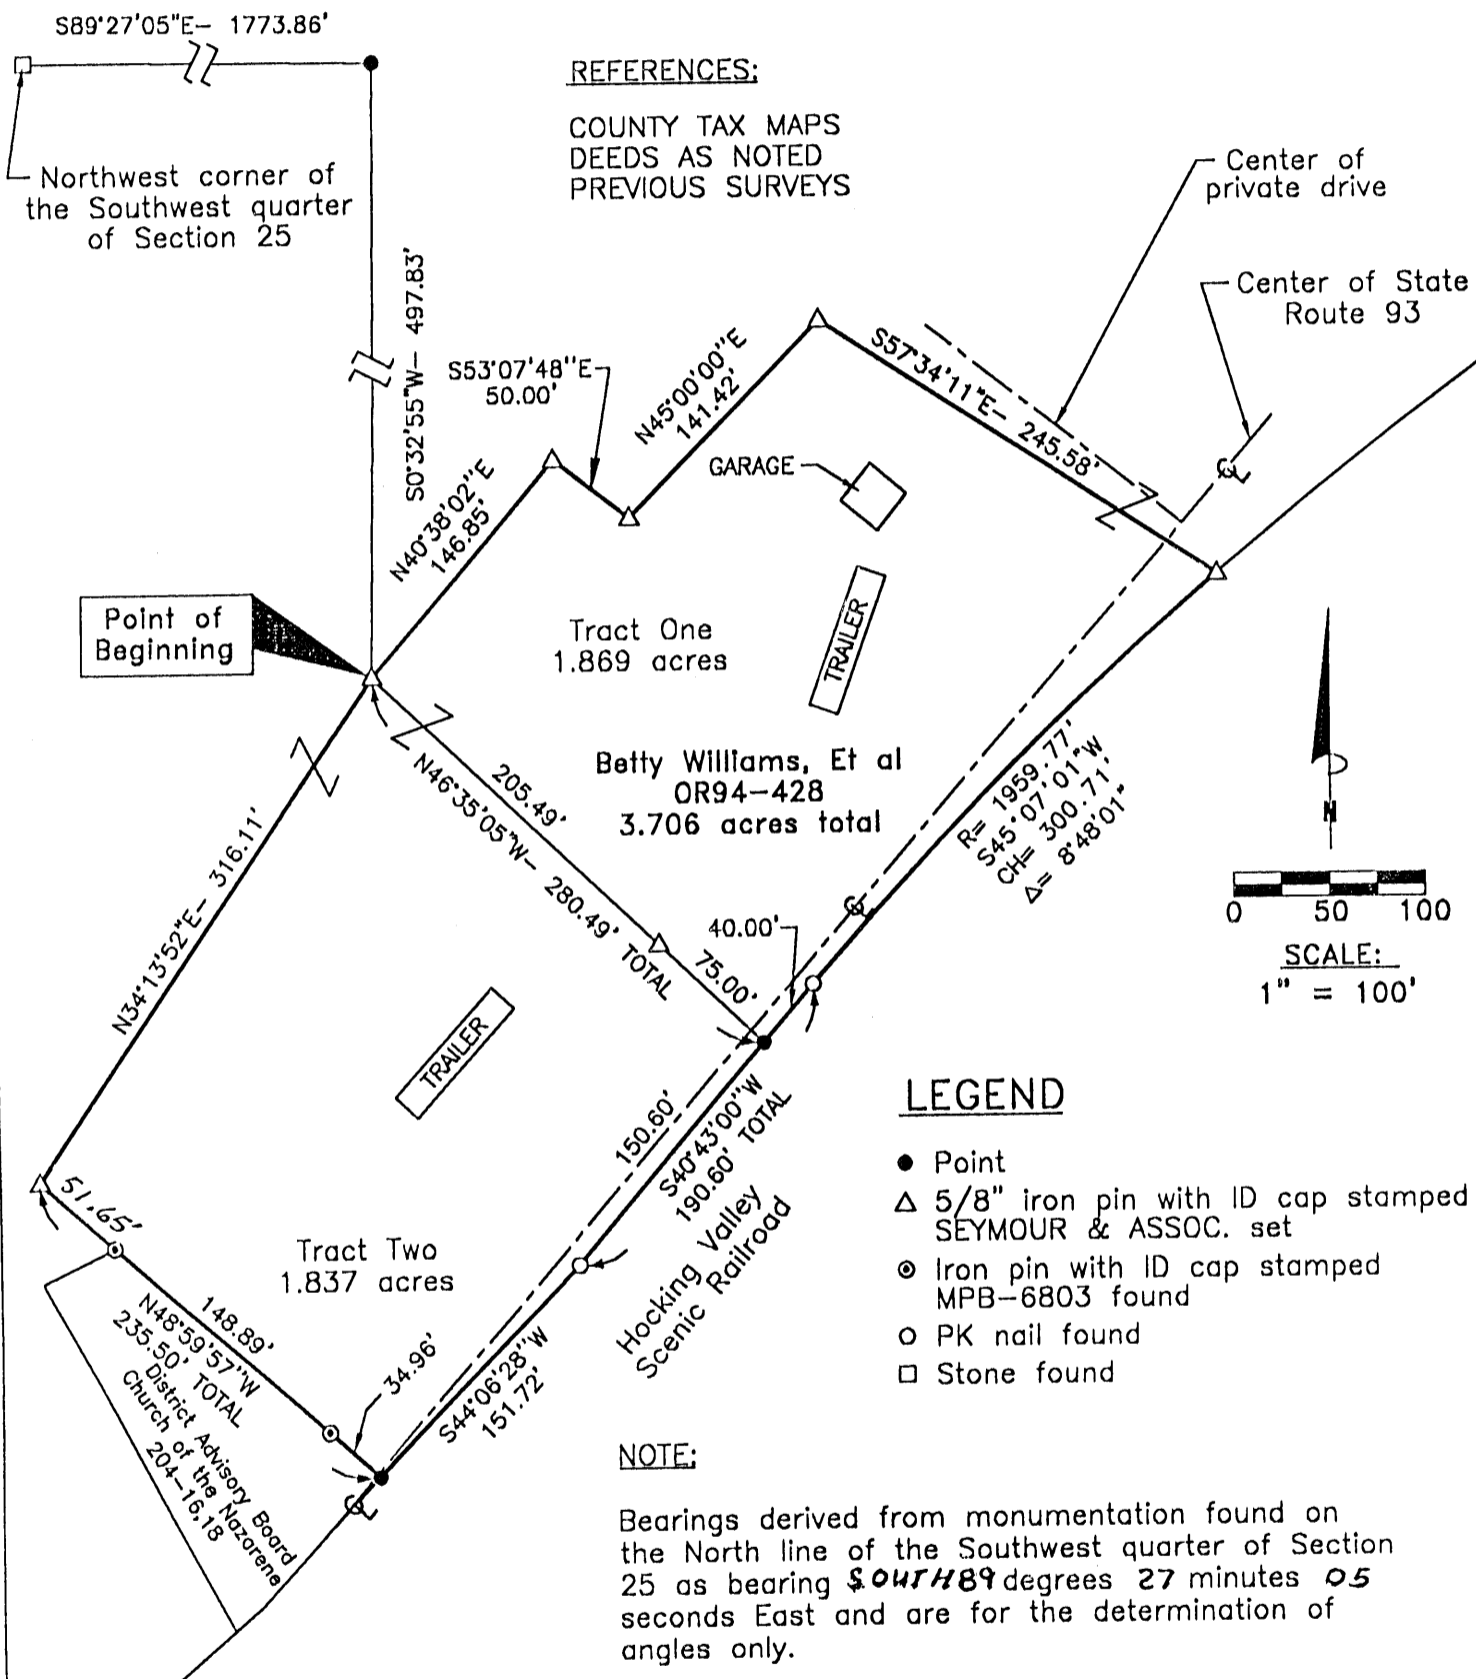 S89°27'05"E- 1773.86'
REFERENCES:
COUNTY TAX MAPS
DEEDS AS NOTED
PREVIOUS SURVEYS
Northwest corner of
the Southwest quarter
of Section 25
Center of
private drive
Center of State
Route 93
S0°32'55"W- 497.83'
S53°07'48"E
50.00'
N45°00'00"E
141.42'
S57°34'11"E- 245.58'
GARAGE
N40°38'02"E
146.85'
Point of
Beginning
Tract One
1.869 acres
TRAILER
Betty Williams, Et al
OR94-428
3.706 acres total
205.49'
N46°35'05"W- 280.49' TOTAL
75.00'
40.00'
R= 1959.77'
S45°07'01"W
CH= 300.71'
Δ= 8°48'01"
N
0 50 100
SCALE:
1" = 100'
N34°13'52"E- 316.11'
TRAILER
150.60'
S40°43'00"W
190.60' TOTAL
Hocking Valley
Scenic Railroad
51.65'
Tract Two
1.837 acres
148.89'
N48°59'57"W
235.50' TOTAL
District Advisory Board
Church of the Nazarene
204-16,18
34.96'
S44°06'28"W
151.72'
LEGEND
Point
5/8" iron pin with ID cap stamped
SEYMOUR & ASSOC. set
Iron pin with ID cap stamped
MPB-6803 found
PK nail found
Stone found
NOTE:
Bearings derived from monumentation found on
the North line of the Southwest quarter of Section
25 as bearing SOUTH 89 degrees 27 minutes 05
seconds East and are for the determination of
angles only.